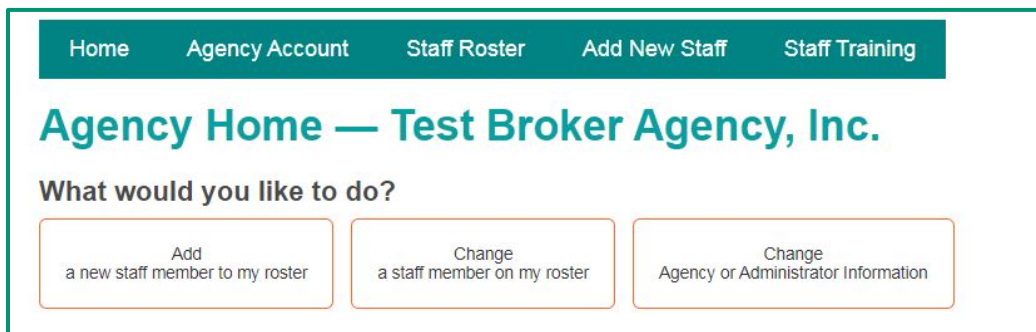 Home Agency Account Staff Roster Add New Staff Staff Training
Agency Home — Test Broker Agency, Inc.
What would you like to do?
Add
a new staff member to my roster
Change
a staff member on my roster
Change
Agency or Administrator Information